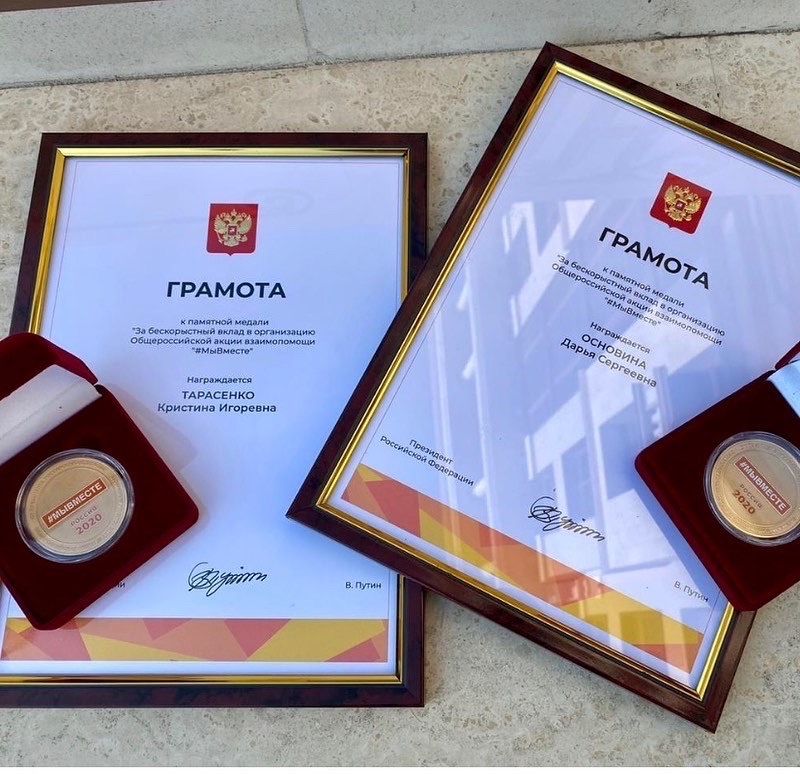 ГРАМОТА
к памятной медали
"За бескорыстный вклад в организацию
Общероссийской акции взаимопомощи
"#МыВместе"
Награждается
ТАРАСЕНКО
Кристина Игоревна
В. Путин
#МЫВМЕСТЕ
РОССИЯ
2020
ГРАМОТА
к памятной медали
"За бескорыстный вклад в организацию
Общероссийской акции взаимопомощи
"#МыВместе"
Награждается
ОСНОВИНА
Дарья Сергеевна
Президент
Российской Федерации
В. Путин
#МЫВМЕСТЕ
РОССИЯ
2020